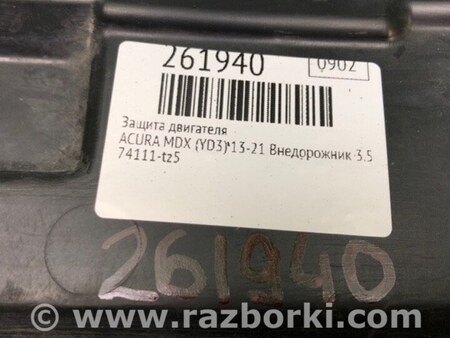 261940
0902
Защита двигателя
ACURA MDX (YD3)*13-21 Внедорожник 3.5
74111-tz5
261940
www.razborki.com